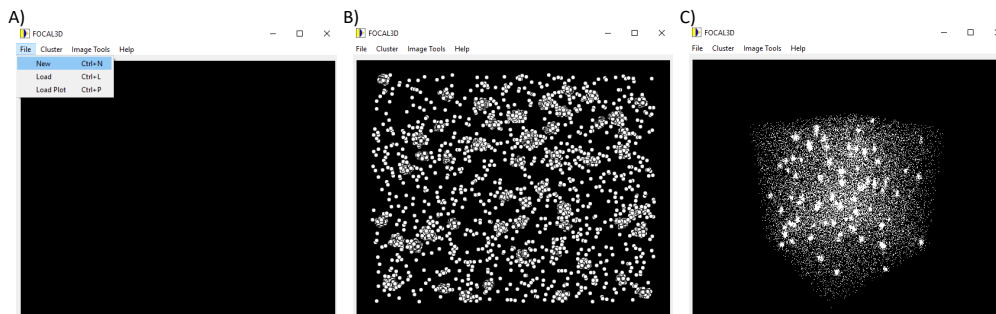 A)
FOCAL3D
File Cluster Image Tools Help
New Ctrl+N
Load Ctrl+L
Load Plot Ctrl+P
B)
FOCAL3D
File Cluster Image Tools Help
C)
FOCAL3D
File Cluster Image Tools Help